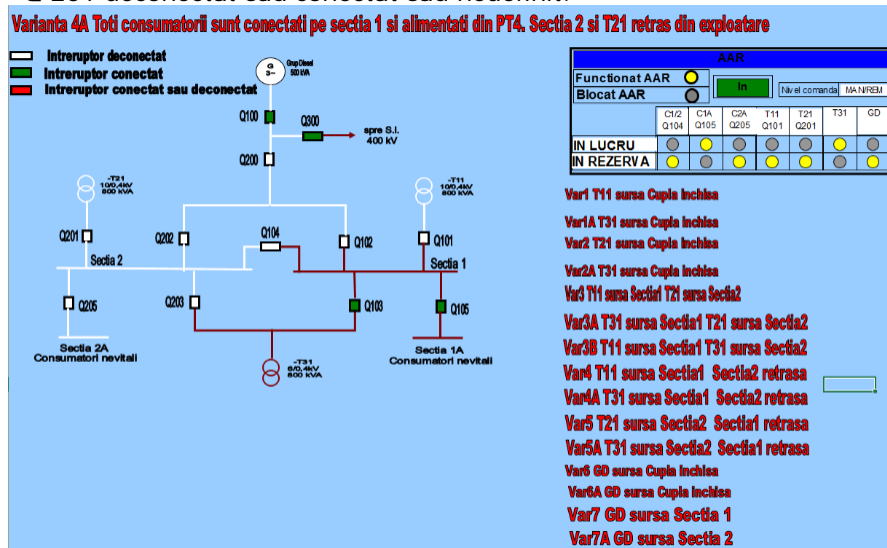 Varianta 4A Toti consumatorii sunt conectati pe sectia 1 si alimentati din PT4. Sectia 2 si T21 retras din exploatare
Intreruptor deconectat
Intreruptor conectat
Intreruptor conectat sau deconectat
G
3~
Grup Diesel
500 kVA
Q100
Q300
spre S.I.
400 kV
Q200
-T21
10/0,4kV
800 kVA
-T11
10/0,4kV
800 kVA
Q201
Q202
Q104
Q102
Q101
Sectia 2
Sectia 1
Q205
Q203
Q103
Q105
Sectia 2A
Consumatori nevitali
-T31
6/0,4kV
800 kVA
Sectia 1A
Consumatori nevitali
AAR
Functionat AAR
Blocat AAR
In
Nivel comanda
MAN/REM
C1/2 C1A C2A T11 T21 T31 GD
Q104 Q105 Q205 Q101 Q201
IN LUCRU
IN REZERVA
Var1 T11 sursa Cupla inchisa
Var1A T31 sursa Cupla inchisa
Var2 T21 sursa Cupla inchisa
Var2A T31 sursa Cupla inchisa
Var3 T11 sursa Sectia1 T21 sursa Sectia2
Var3A T31 sursa Sectia1 T21 sursa Sectia2
Var3B T11 sursa Sectia1 T31 sursa Sectia2
Var4 T11 sursa Sectia1 Sectia2 retrasa
Var4A T31 sursa Sectia1 Sectia2 retrasa
Var5 T21 sursa Sectia2 Sectia1 retrasa
Var5A T31 sursa Sectia2 Sectia1 retrasa
Var6 GD sursa Cupla inchisa
Var6A GD sursa Cupla inchisa
Var7 GD sursa Sectia 1
Var7A GD sursa Sectia 2